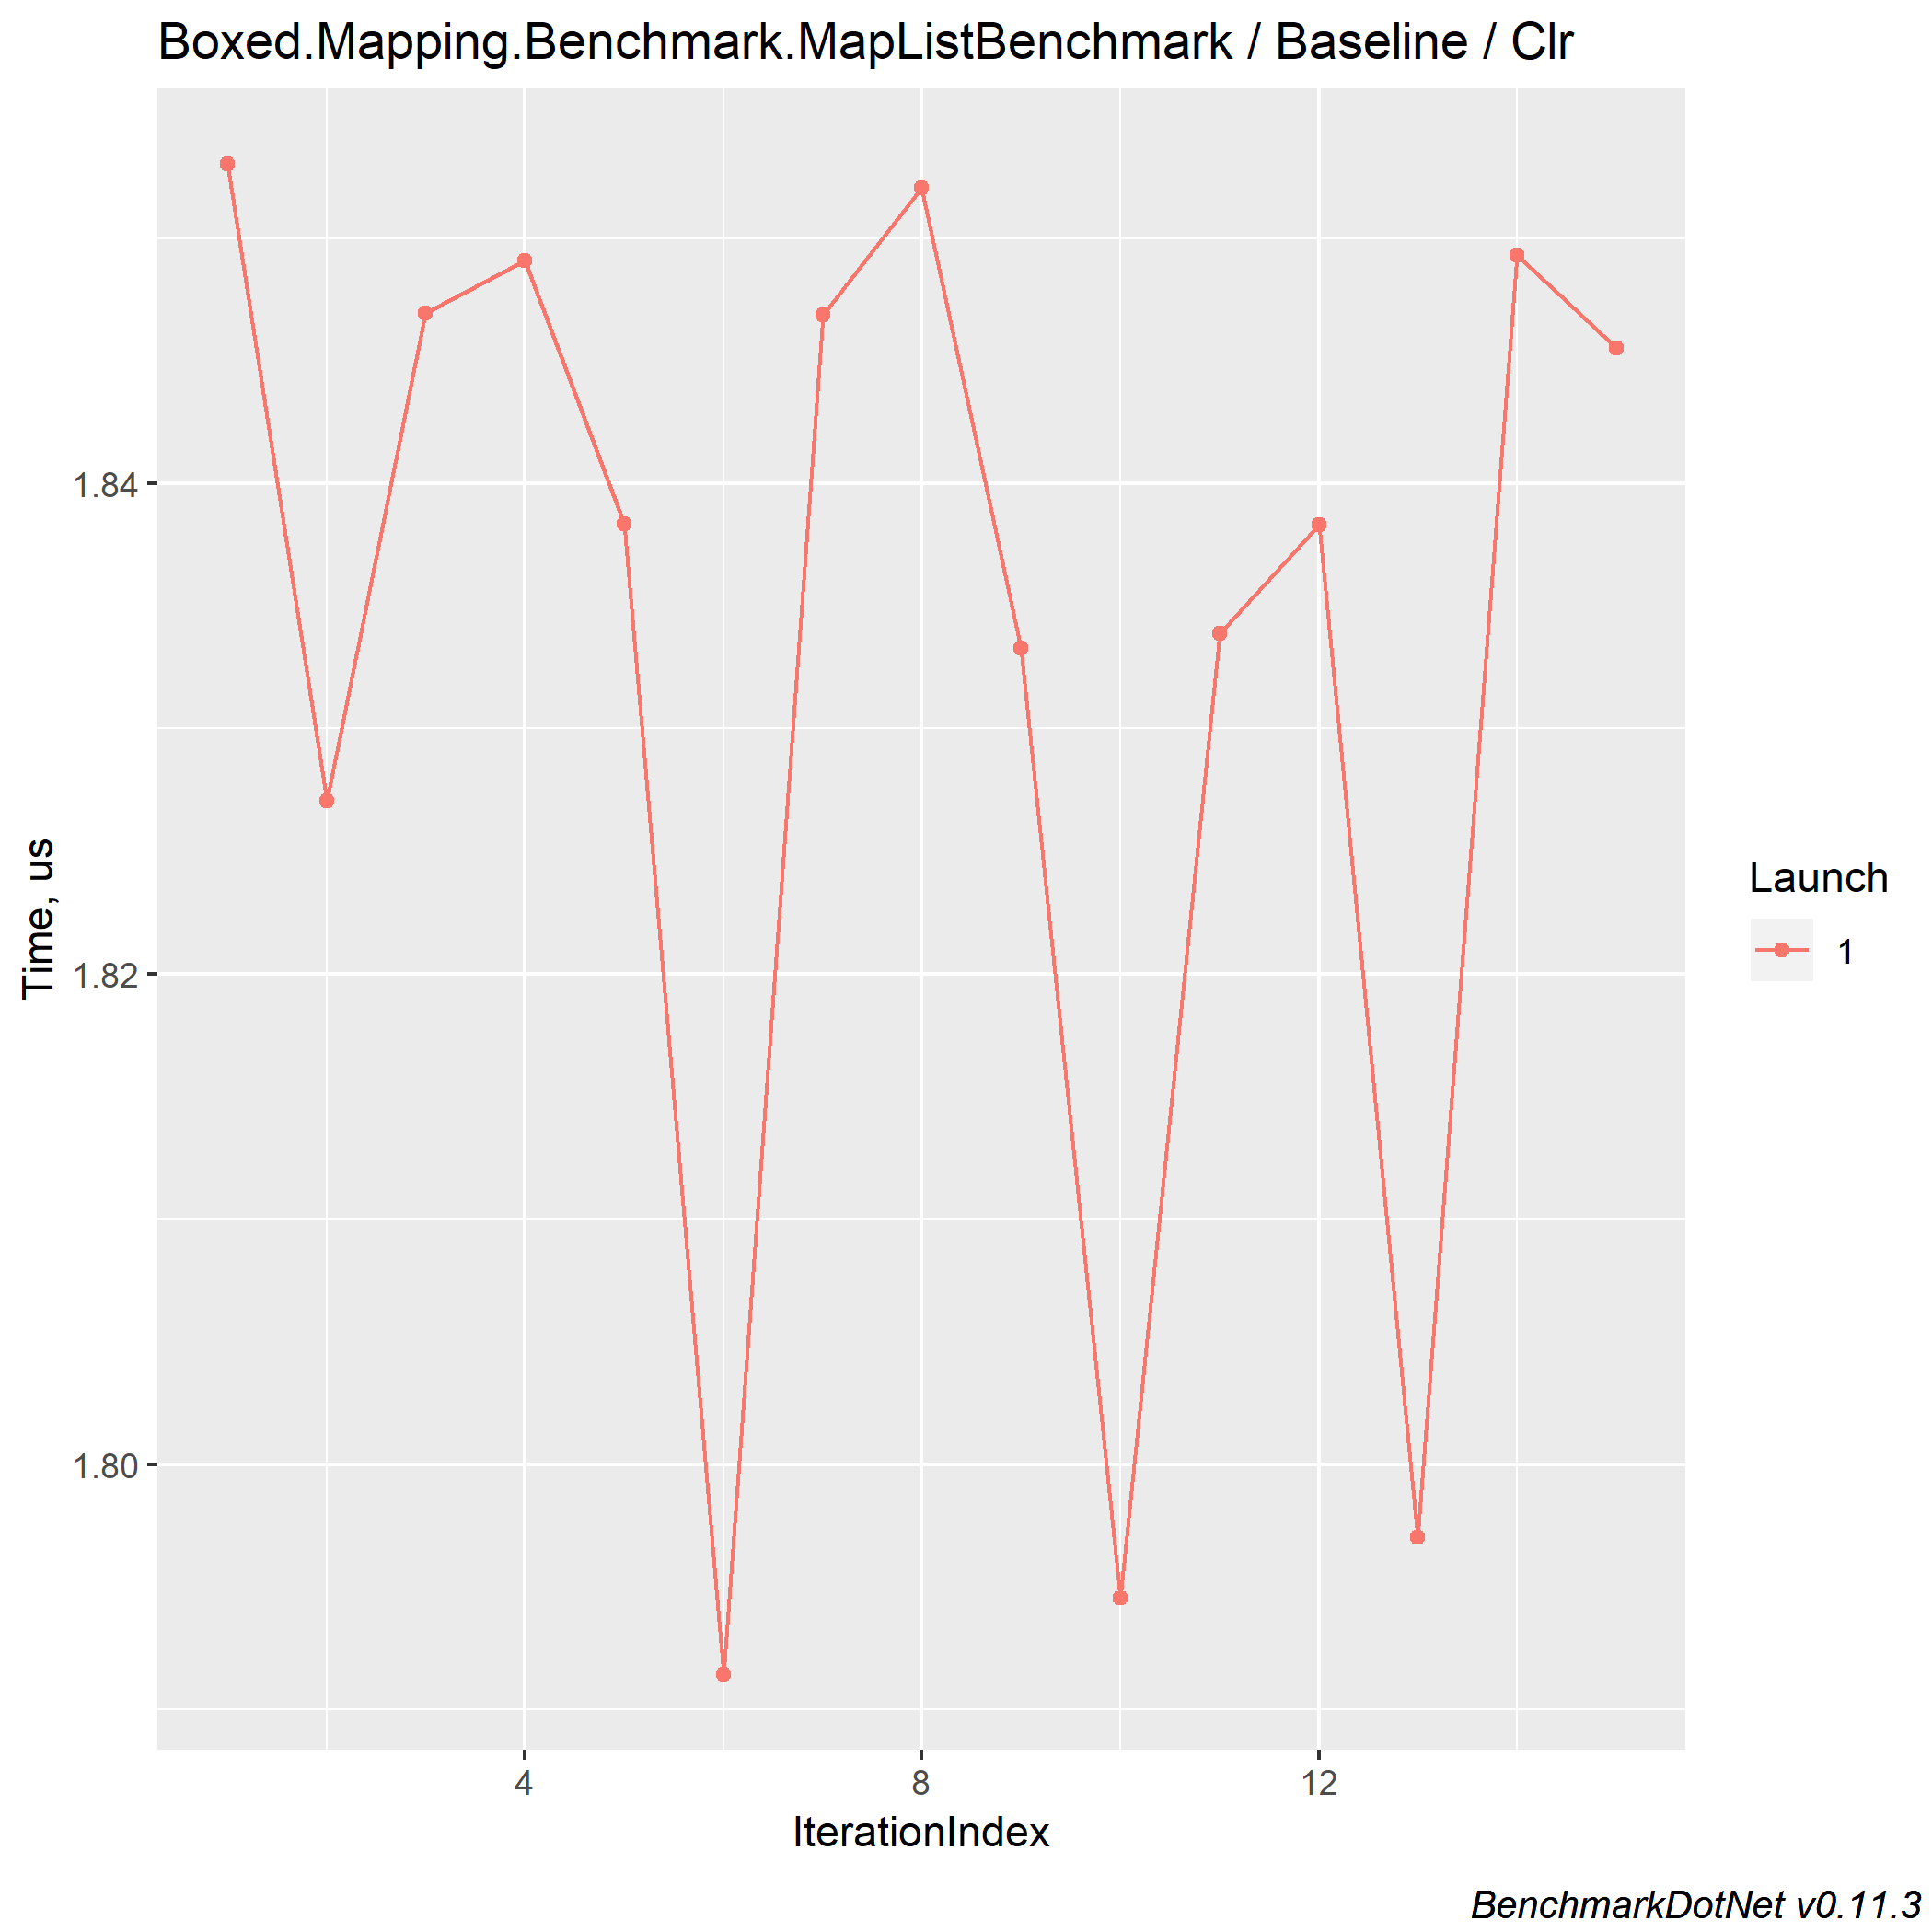 Boxed.Mapping.Benchmark.MapListBenchmark / Baseline / Clr
1.84
1.82
1.80
Time, us
4 8 12
IterationIndex
Launch
1
BenchmarkDotNet v0.11.3